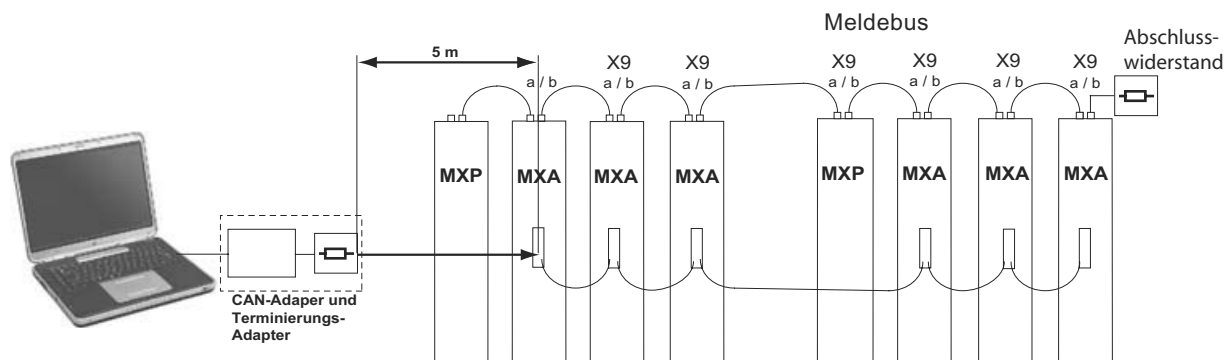 Meldebus
Abschluss-
widerstand
5 m
X9
X9
X9
X9
X9
a / b
a / b
a / b
a / b
a / b
a / b
a / b
MXP
MXA
MXA
MXA
MXP
MXA
MXA
MXA
CAN-Adaper und
Terminierungs-
Adapter